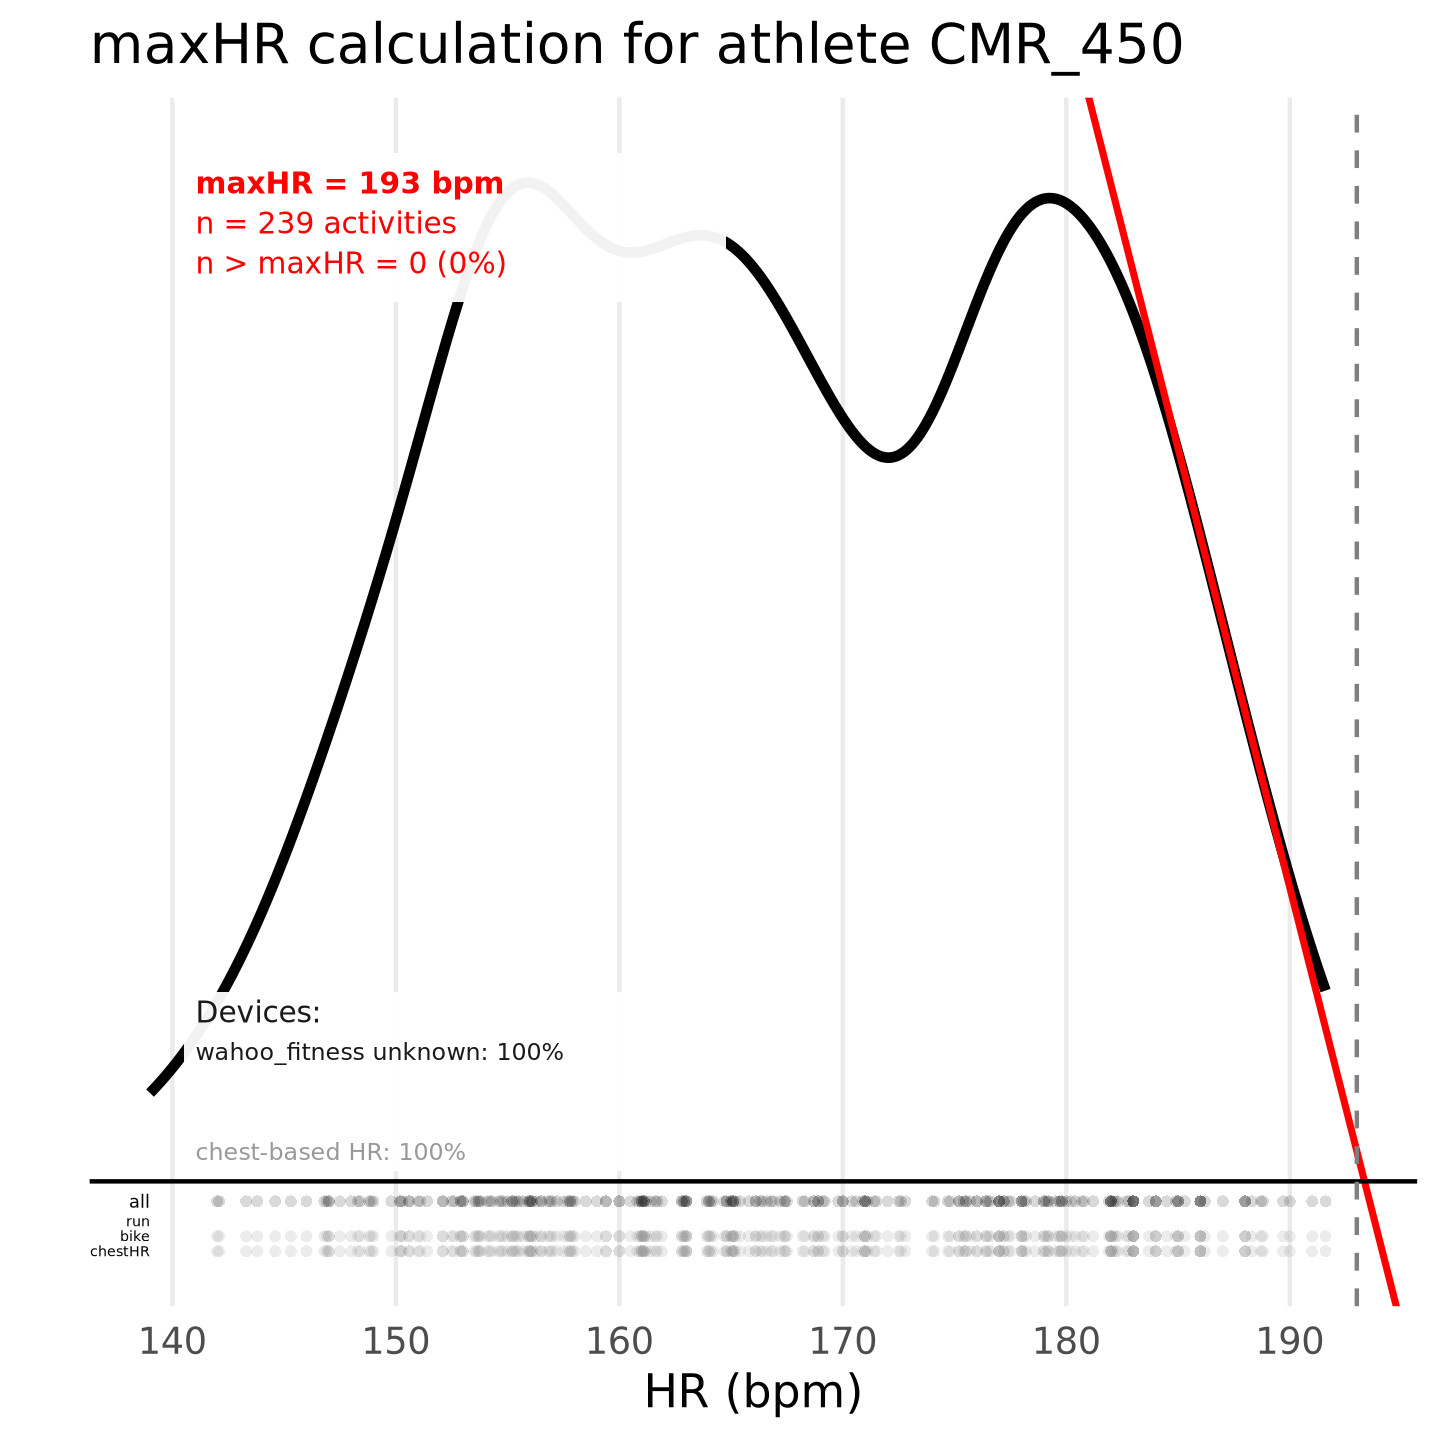 maxHR calculation for athlete CMR_450
maxHR = 193 bpm
n = 239 activities
n > maxHR = 0 (0%)
Devices:
wahoo_fitness unknown: 100%
chest-based HR: 100%
all
run
bike
chestHR
140 150 160 170 180 190
HR (bpm)